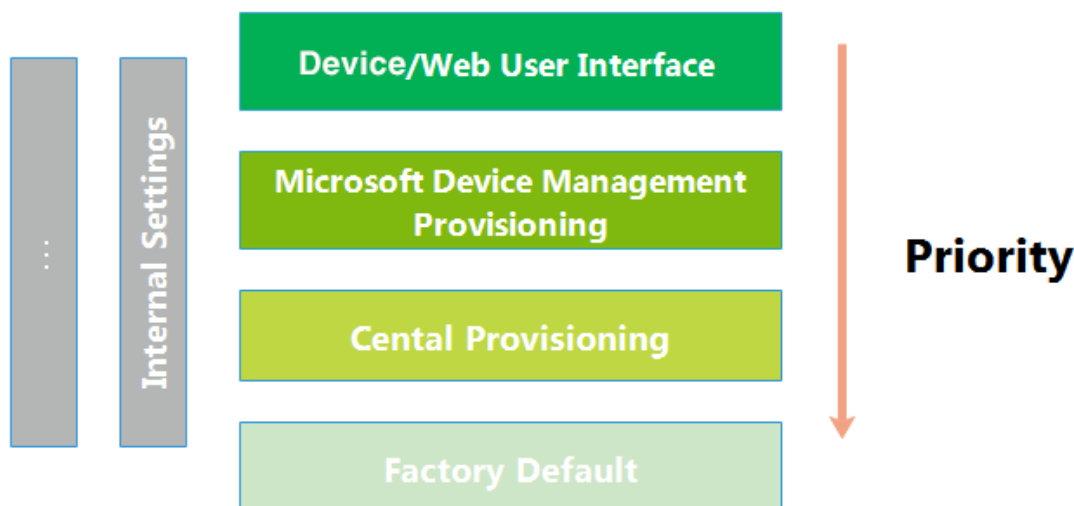 Device/Web User Interface
Microsoft Device Management
Provisioning
Cental Provisioning
Factory Default
Internal Settings
...
Priority